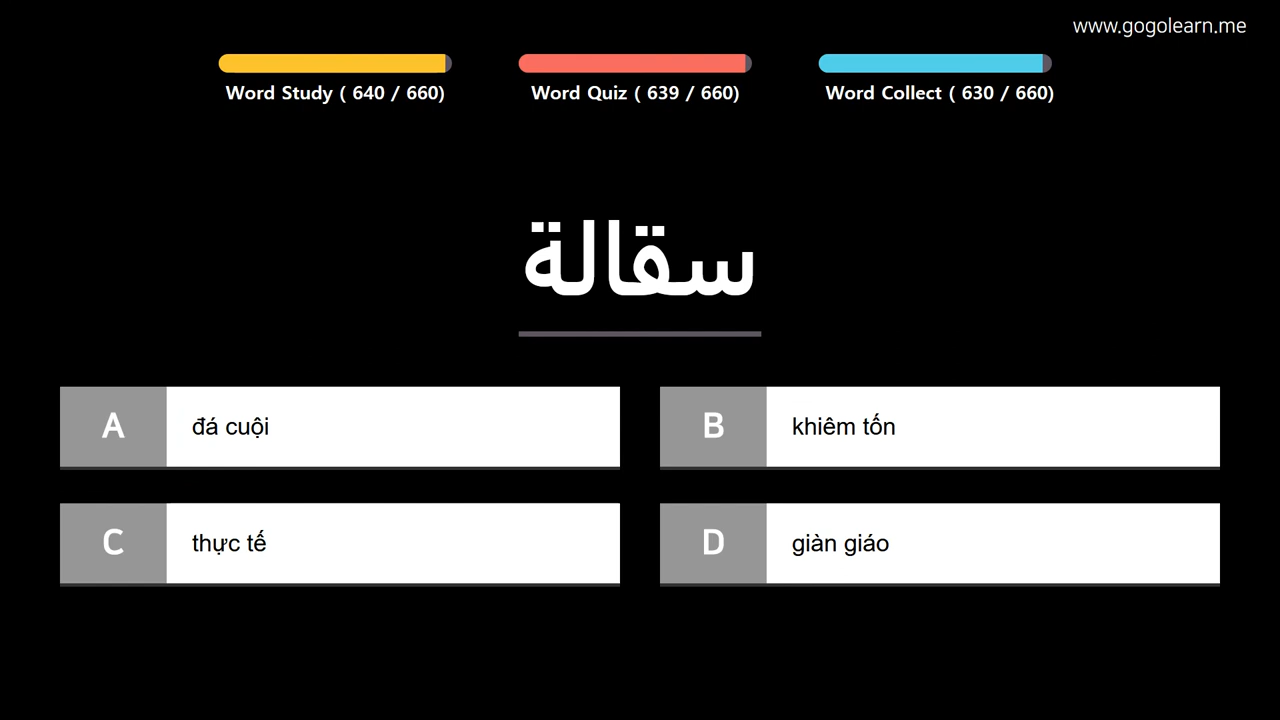 www.gogolearn.me
Word Study ( 640 / 660)
Word Quiz ( 639 / 660)
Word Collect ( 630 / 660)
سقالة
A đá cuội
B khiêm tốn
C thực tế
D giàn giáo